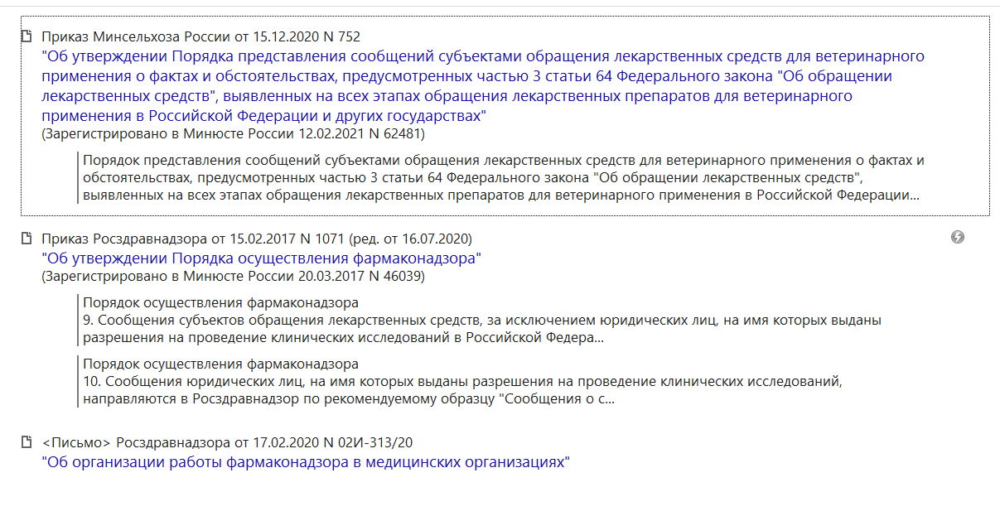 Приказ Минсельхоза России от 15.12.2020 N 752
"Об утверждении Порядка представления сообщений субъектами обращения лекарственных средств для ветеринарного
применения о фактах и обстоятельствах, предусмотренных частью 3 статьи 64 Федерального закона "Об обращении
лекарственных средств", выявленных на всех этапах обращения лекарственных препаратов для ветеринарного
применения в Российской Федерации и других государствах"
(Зарегистрировано в Минюсте России 12.02.2021 N 62481)
Порядок представления сообщений субъектами обращения лекарственных средств для ветеринарного применения о фактах и
обстоятельствах, предусмотренных частью 3 статьи 64 Федерального закона "Об обращении лекарственных средств",
выявленных на всех этапах обращения лекарственных препаратов для ветеринарного применения в Российской Федерации...
Приказ Росздравнадзора от 15.02.2017 N 1071 (ред. от 16.07.2020)
"Об утверждении Порядка осуществления фармаконадзора"
(Зарегистрировано в Минюсте России 20.03.2017 N 46039)
Порядок осуществления фармаконадзора
9. Сообщения субъектов обращения лекарственных средств, за исключением юридических лиц, на имя которых выданы
разрешения на проведение клинических исследований в Российской Федера...
Порядок осуществления фармаконадзора
10. Сообщения юридических лиц, на имя которых выданы разрешения на проведение клинических исследований,
направляются в Росздравнадзор по рекомендуемому образцу "Сообщения о с...
<Письмо> Росздравнадзора от 17.02.2020 N 02И-313/20
"Об организации работы фармаконадзора в медицинских организациях"